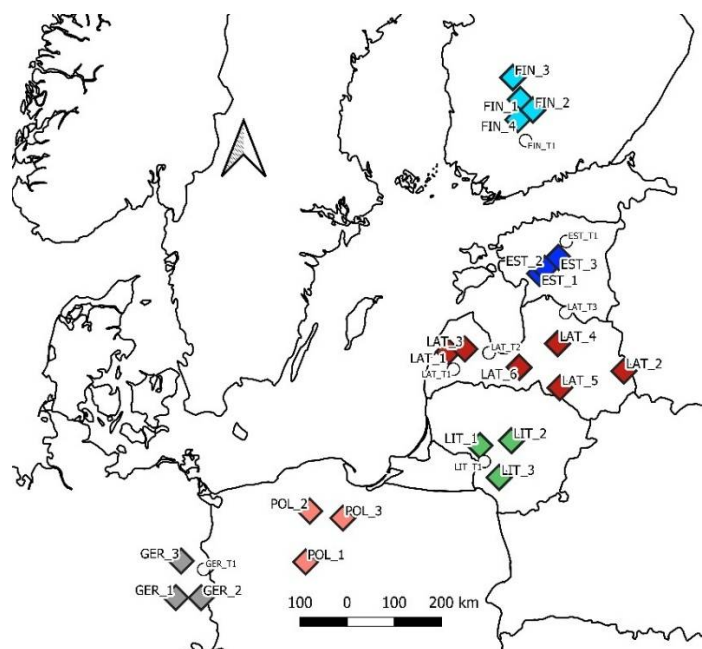 FIN_3
FIN_1
FIN_2
FIN_4
FIN_T1
EST_T1
EST_2
EST_3
EST_1
LAT_T3
LAT_3
LAT_4
LAT_1
LAT_T2
LAT_T1
LAT_6
LAT_2
LAT_5
LIT_1
LIT_2
LIT_T1
LIT_3
POL_2
POL_3
GER_3
POL_1
GER_T1
GER_1
GER_2
100 0 100 200 km